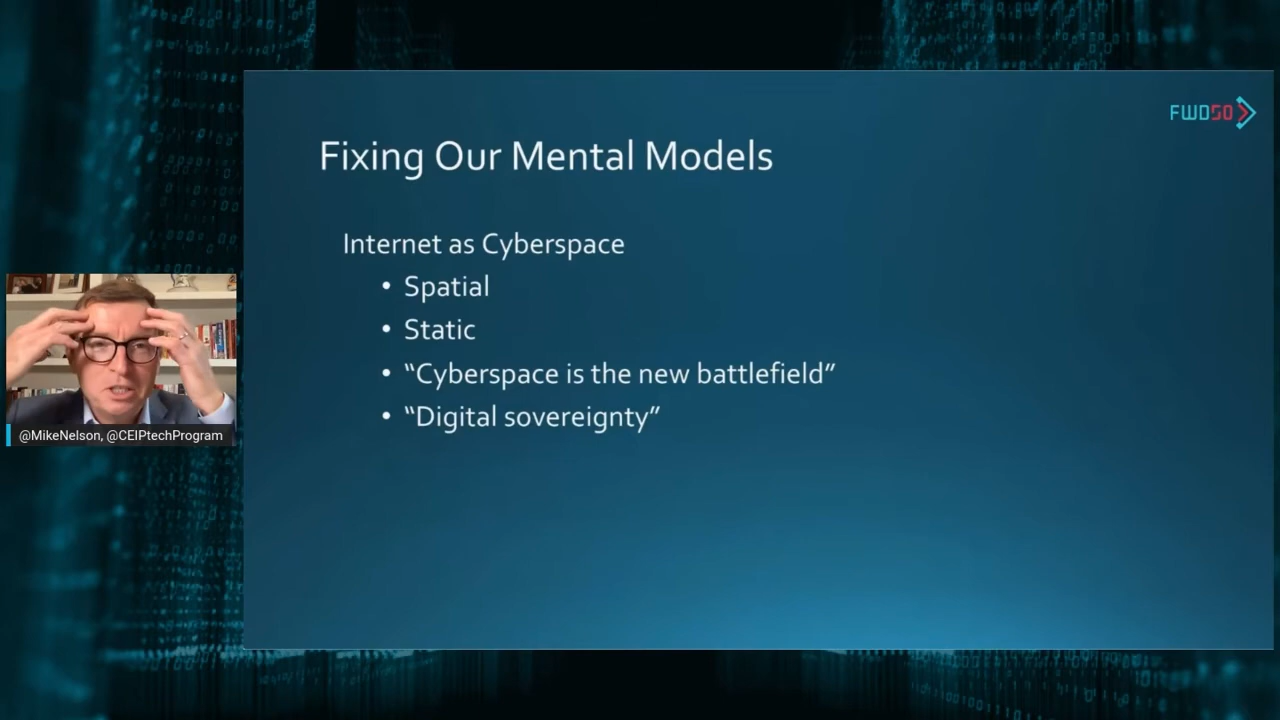 FWD50
Fixing Our Mental Models
Internet as Cyberspace
• Spatial
• Static
• “Cyberspace is the new battlefield”
• “Digital sovereignty”
@MikeNelson, @CEIPtechProgram